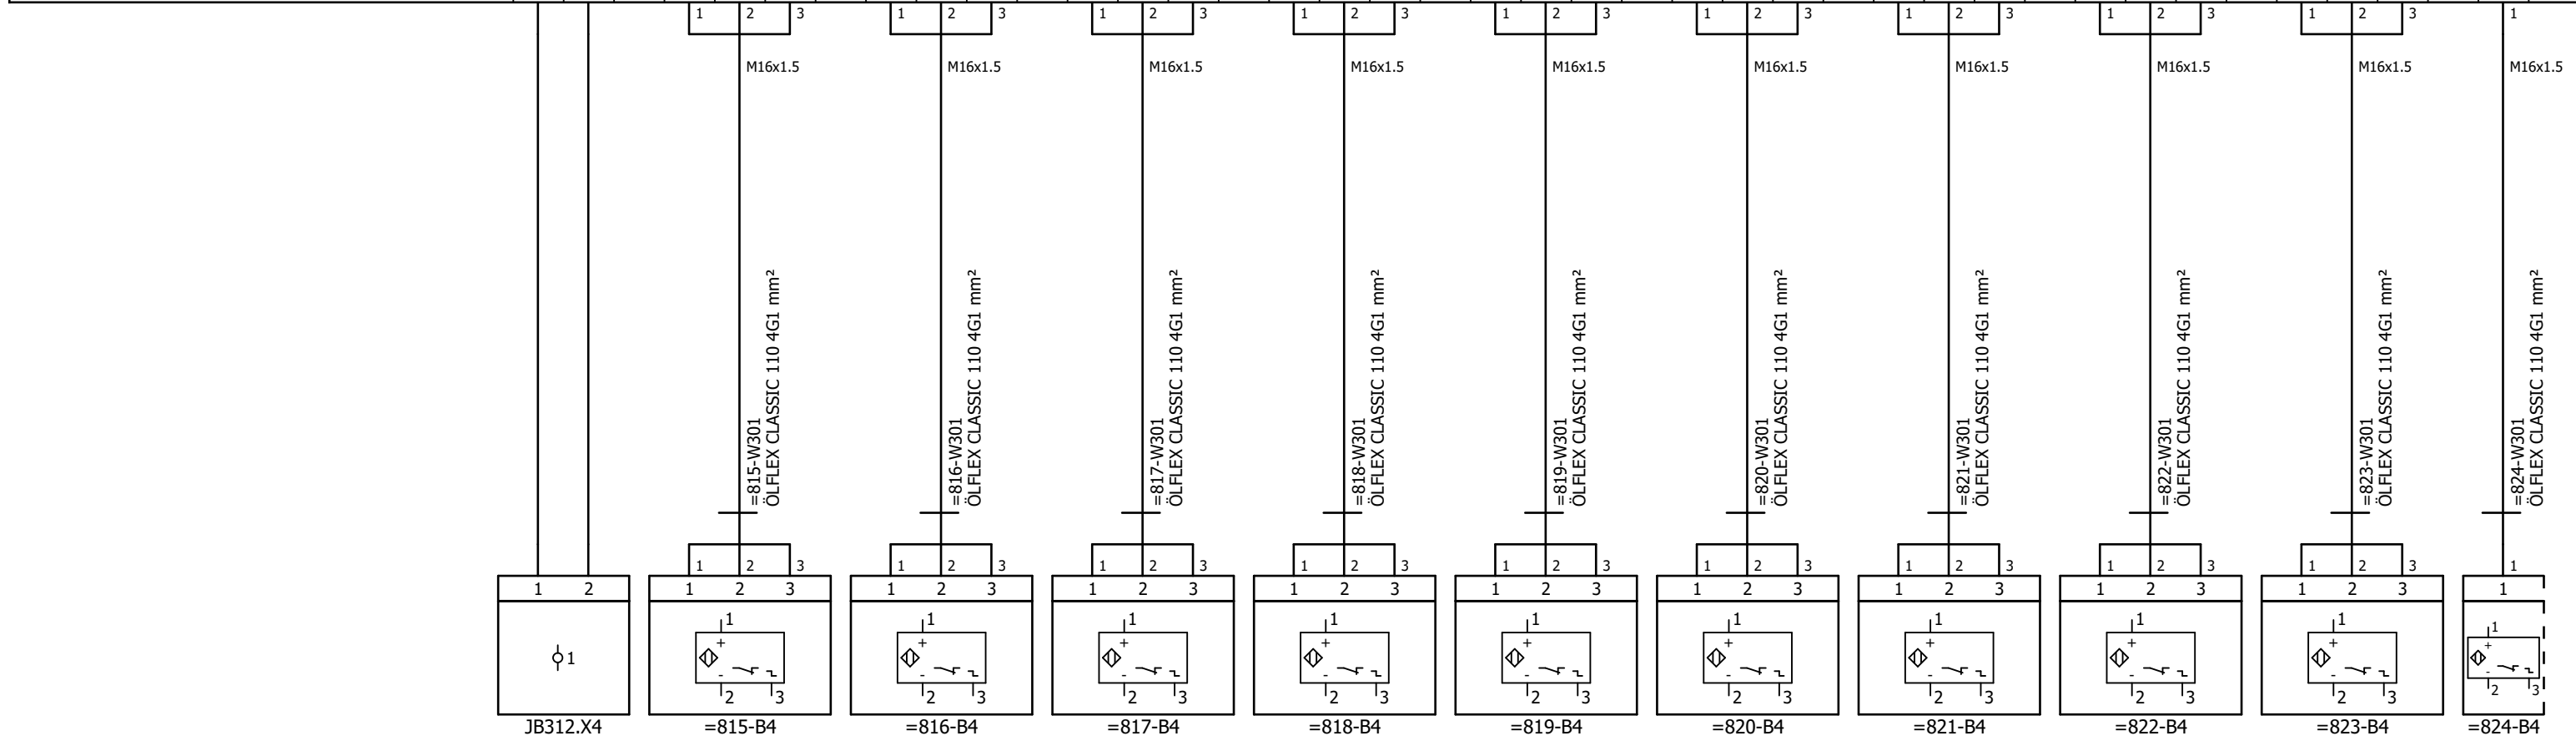 1 2 3 1 2 3 1 2 3 1 2 3 1 2 3 1 2 3 1 2 3 1 2 3 1 2 3 1
M16x1.5 M16x1.5 M16x1.5 M16x1.5 M16x1.5 M16x1.5 M16x1.5 M16x1.5 M16x1.5 M16x1.5
=815-W301
ÖLFLEX CLASSIC 110 4G1 mm²
=816-W301
ÖLFLEX CLASSIC 110 4G1 mm²
=817-W301
ÖLFLEX CLASSIC 110 4G1 mm²
=818-W301
ÖLFLEX CLASSIC 110 4G1 mm²
=819-W301
ÖLFLEX CLASSIC 110 4G1 mm²
=820-W301
ÖLFLEX CLASSIC 110 4G1 mm²
=821-W301
ÖLFLEX CLASSIC 110 4G1 mm²
=822-W301
ÖLFLEX CLASSIC 110 4G1 mm²
=823-W301
ÖLFLEX CLASSIC 110 4G1 mm²
=824-W301
ÖLFLEX CLASSIC 110 4G1 mm²
1 2 3 1 2 3 1 2 3 1 2 3 1 2 3 1 2 3 1 2 3 1 2 3 1 2 3 1
1 2 1 2 3 1 2 3 1 2 3 1 2 3 1 2 3 1 2 3 1 2 3 1 2 3 1 2 3 1
1 1 1 1 1 1 1 1 1 1
+ + + + + + + + + +
1
- - - - - - - - - -
2 3 2 3 2 3 2 3 2 3 2 3 2 3 2 3 2 3 2 3
JB312.X4 =815-B4 =816-B4 =817-B4 =818-B4 =819-B4 =820-B4 =821-B4 =822-B4 =823-B4 =824-B4